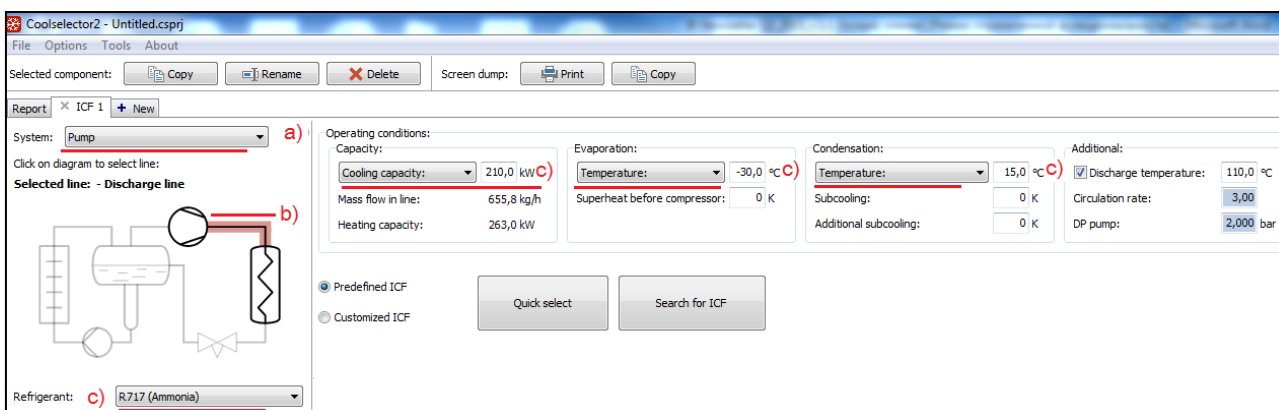 Coolselector2 - Untitled.csprj
File Options Tools About
Selected component: Copy Rename Delete Screen dump: Print Copy
Report ICF 1 + New
System: Pump a)
Click on diagram to select line:
Selected line: - Discharge line
b)
Refrigerant: c) R717 (Ammonia)
Operating conditions:
Capacity:
Cooling capacity: 210,0 kW c)
Mass flow in line: 655,8 kg/h
Heating capacity: 263,0 kW
Evaporation:
Temperature: -30,0 °C c)
Superheat before compressor: 0 K
Condensation:
Temperature: 15,0 °C c)
Subcooling: 0 K
Additional subcooling: 0 K
Additional:
Discharge temperature: 110,0 °C
Circulation rate: 3,00
DP pump: 2,000 bar
Predefined ICF
Customized ICF
Quick select
Search for ICF